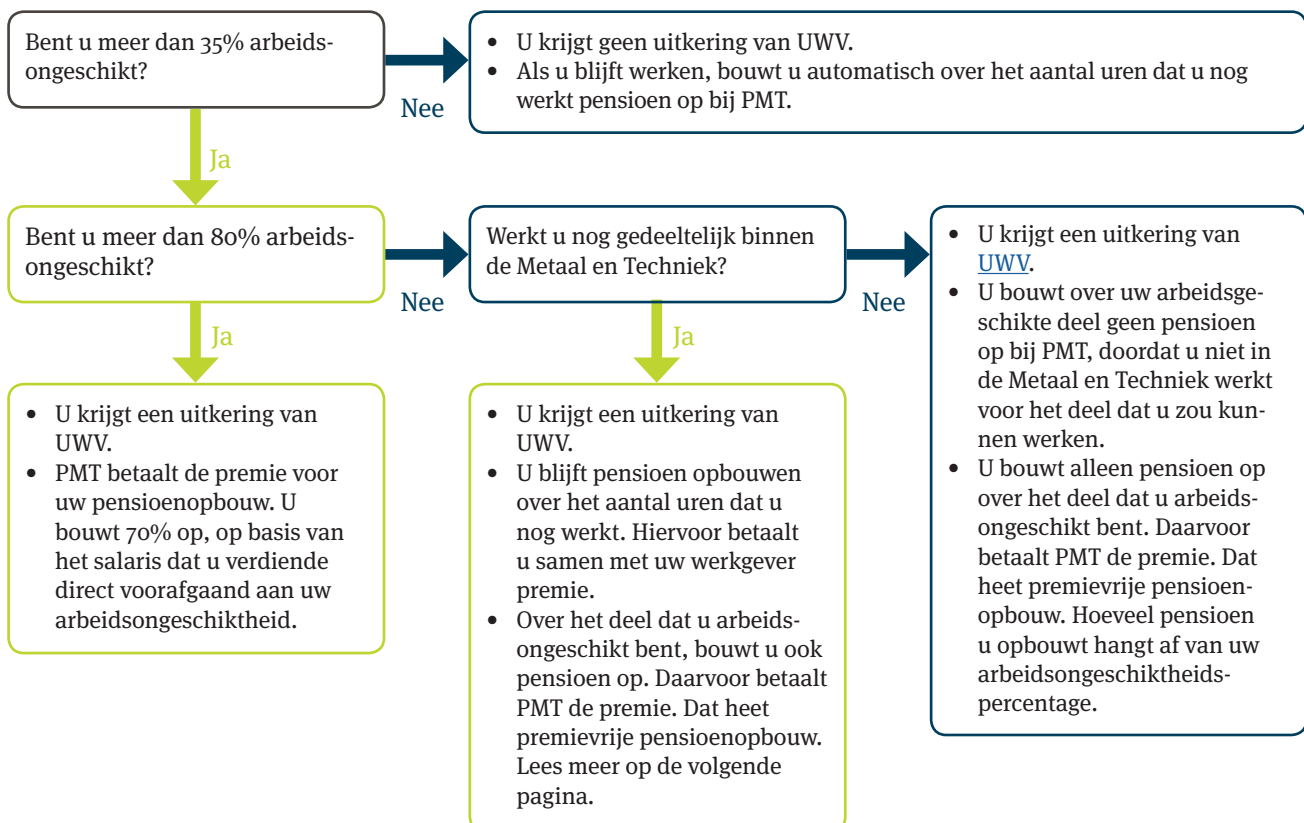 Bent u meer dan 35% arbeids-
ongeschikt?
Nee
• U krijgt geen uitkering van UWV.
• Als u blijft werken, bouwt u automatisch over het aantal uren dat u nog
werkt pensioen op bij PMT.
Ja
Bent u meer dan 80% arbeids-
ongeschikt?
Nee
Werkt u nog gedeeltelijk binnen
de Metaal en Techniek?
Nee
• U krijgt een uitkering van
UWV.
• U bouwt over uw arbeidsge-
schikte deel geen pensioen
op bij PMT, doordat u niet in
de Metaal en Techniek werkt
voor het deel dat u zou kun-
nen werken.
• U bouwt alleen pensioen op
over het deel dat u arbeids-
ongeschikt bent. Daarvoor
betaalt PMT de premie. Dat
heet premievrije pensioen-
opbouw. Hoeveel pensioen
u opbouwt hangt af van uw
arbeidsongeschiktheids-
percentage.
Ja
• U krijgt een uitkering van
UWV.
• PMT betaalt de premie voor
uw pensioenopbouw. U
bouwt 70% op, op basis van
het salaris dat u verdiende
direct voorafgaand aan uw
arbeidsongeschiktheid.
Ja
• U krijgt een uitkering van
UWV.
• U blijft pensioen opbouwen
over het aantal uren dat u
nog werkt. Hiervoor betaalt
u samen met uw werkgever
premie.
• Over het deel dat u arbeids-
ongeschikt bent, bouwt u ook
pensioen op. Daarvoor betaalt
PMT de premie. Dat heet
premievrije pensioenopbouw.
Lees meer op de volgende
pagina.